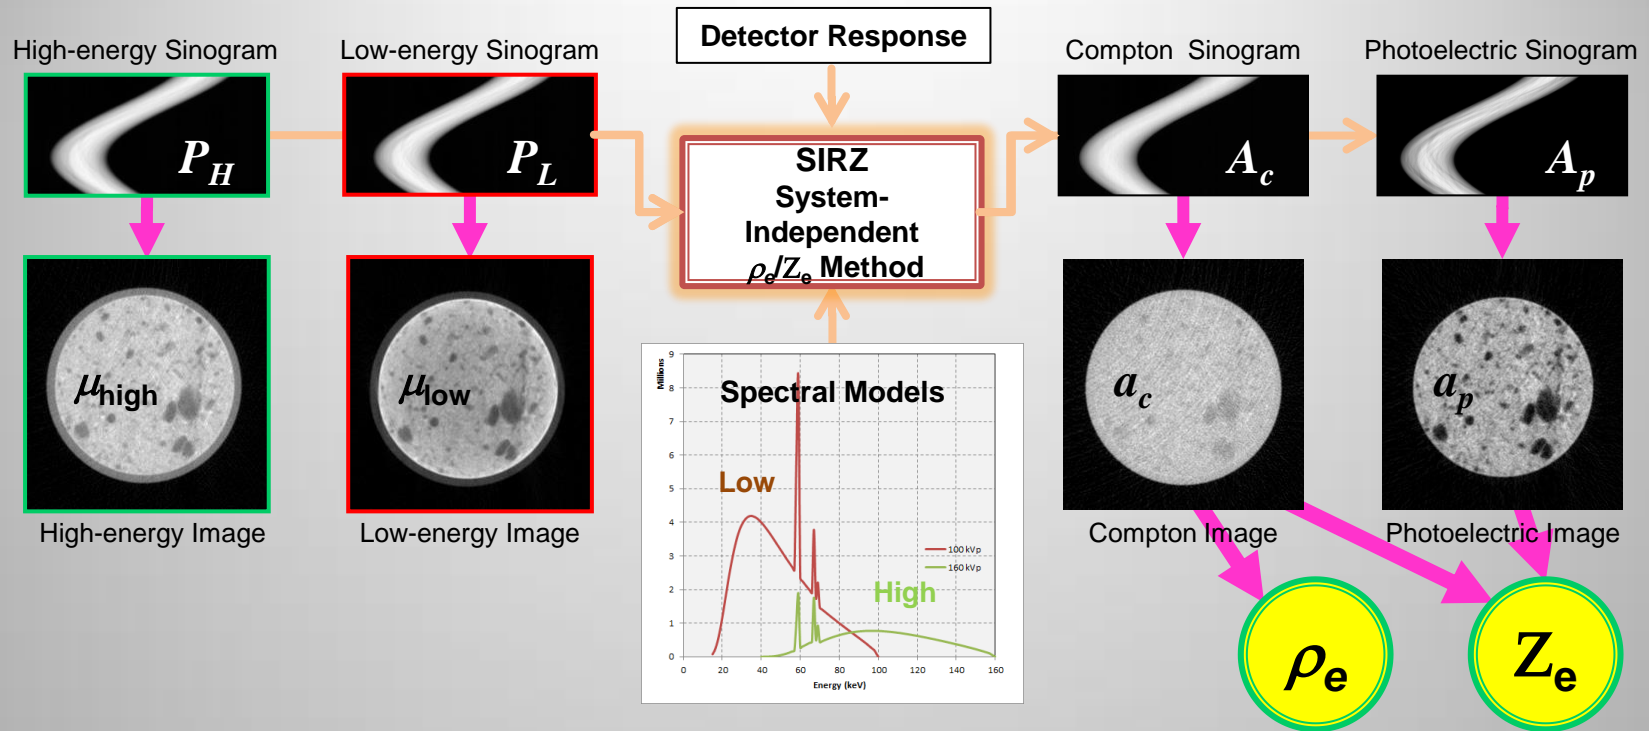 High-energy Sinogram
Low-energy Sinogram
Detector Response
Compton Sinogram
Photoelectric Sinogram
P_H
P_L
SIRZ
System-
Independent
ρe/Ze Method
A_c
A_p
μhigh
μlow
a_c
a_p
High-energy Image
Low-energy Image
Compton Image
Photoelectric Image
Spectral Models
Millions
9
8
7
6
5
4
3
2
1
0
Low
High
100 kVp
160 kVp
0 20 40 60 80 100 120 140 160
Energy (keV)
ρe
Ze